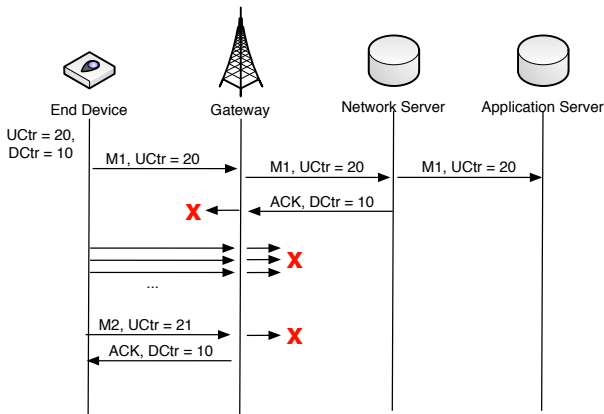 End Device
Gateway
Network Server
Application Server
UCtr = 20,
DCtr = 10
M1, UCtr = 20
M1, UCtr = 20
M1, UCtr = 20
ACK, DCtr = 10
X
X
...
M2, UCtr = 21
X
ACK, DCtr = 10